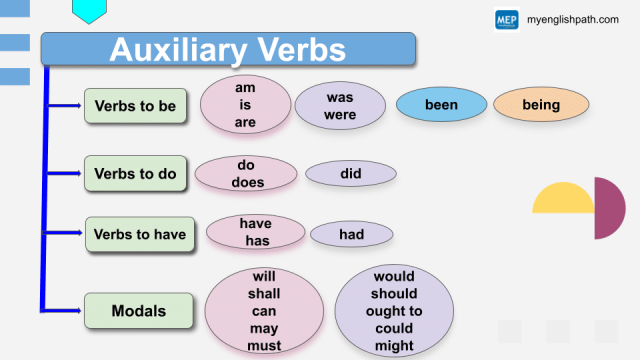 MEP
myenglishpath.com
Auxiliary Verbs
Verbs to be
am
is
are
was
were
been
being
Verbs to do
do
does
did
Verbs to have
have
has
had
Modals
will
shall
can
may
must
would
should
ought to
could
might